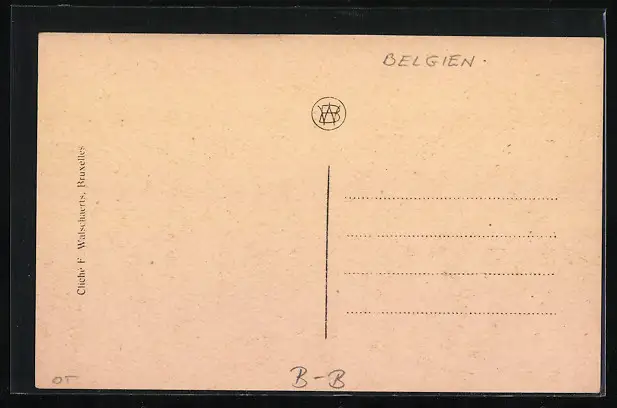 BELGIEN.
Cliché F. Walschaerts, Bruxelles
OT
B-B